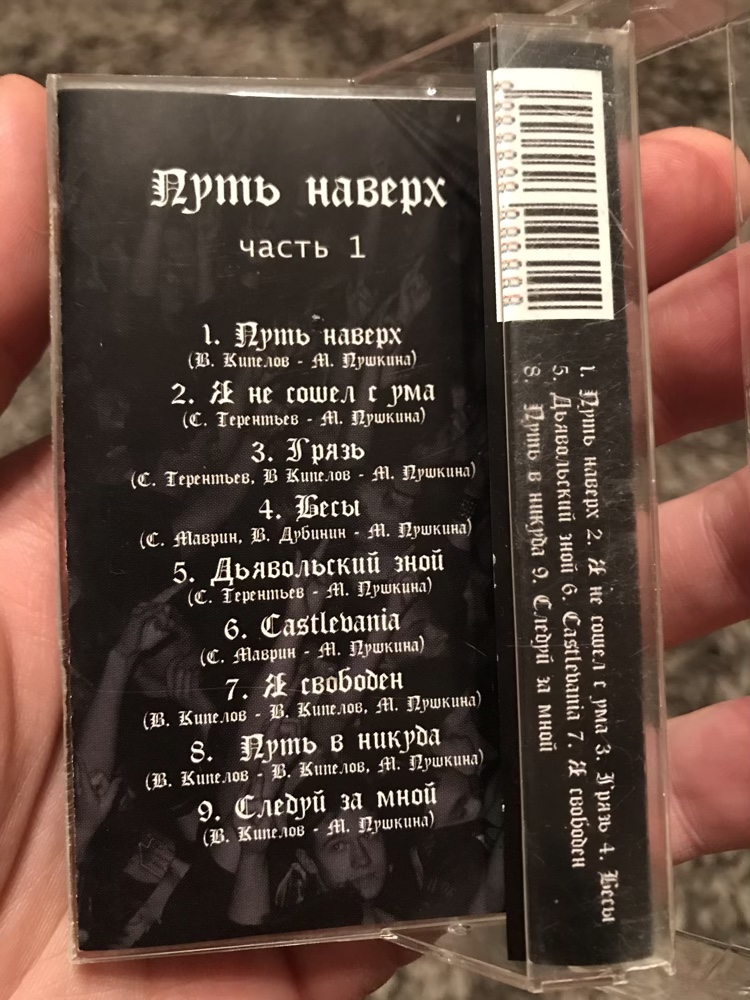 Путь наверх
часть 1
1. Путь наверх
(В. Кипелов - М. Пушкина)
2. Я не сошел с ума
(С. Терентьев - М. Пушкина)
3. Грязь
(С. Терентьев, В Кипелов - М. Пушкина)
4. Бесы
(С. Маврин, В. Дубинин - М. Пушкина)
5. Дьявольский зной
(С. Терентьев - М. Пушкина)
6. Castlevania
(С. Маврин - М. Пушкина)
7. Я свободен
(В. Кипелов - В. Кипелов, М. Пушкина)
8. Путь в никуда
(В. Кипелов - В. Кипелов, М. Пушкина)
9. Следуй за мной
(В. Кипелов - М. Пушкина)
1. Путь наверх 2. Я не сошел с ума 3. Грязь 4. Бесы
5. Дьявольский зной 6. Castlevania 7. Я свободен
8. Путь в никуда 9. Следуй за мной